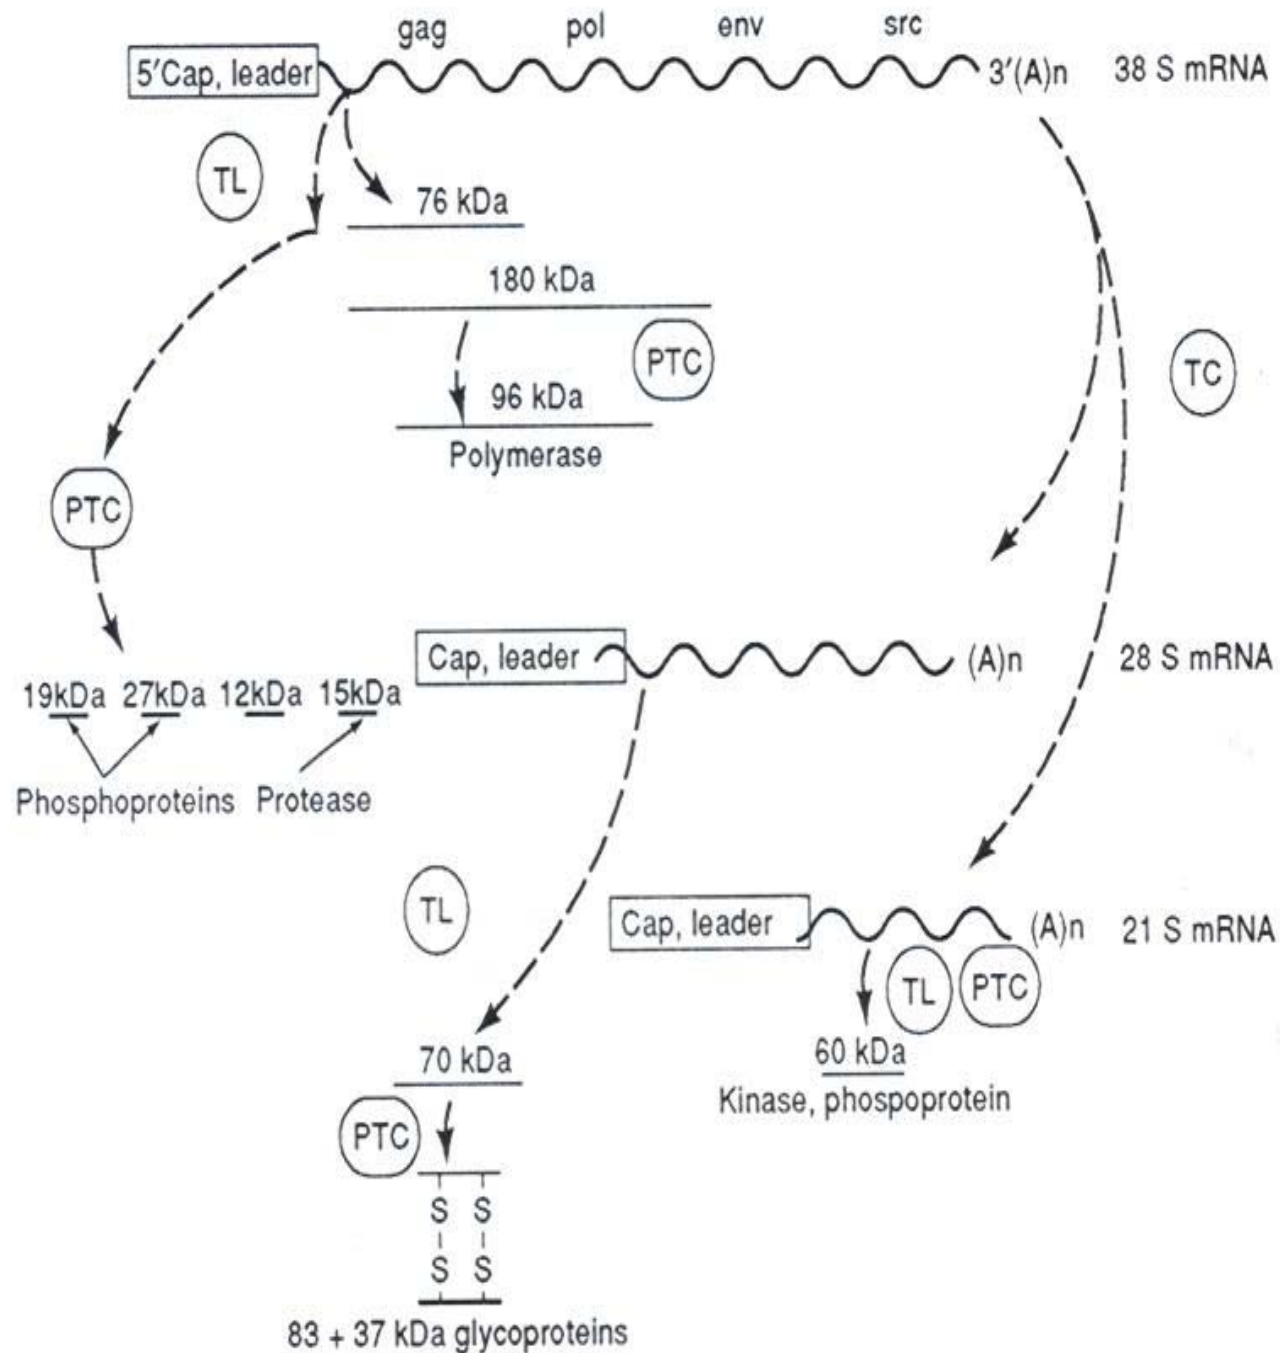 gag pol env src
5′Cap, leader 3′(A)n 38 S mRNA
TL
76 kDa
180 kDa
PTC
TC
96 kDa
Polymerase
PTC
Cap, leader (A)n 28 S mRNA
19kDa 27kDa 12kDa 15kDa
Phosphoproteins Protease
TL
Cap, leader (A)n 21 S mRNA
TL PTC
70 kDa
60 kDa
Kinase, phospoprotein
PTC
S S
S S
83 + 37 kDa glycoproteins